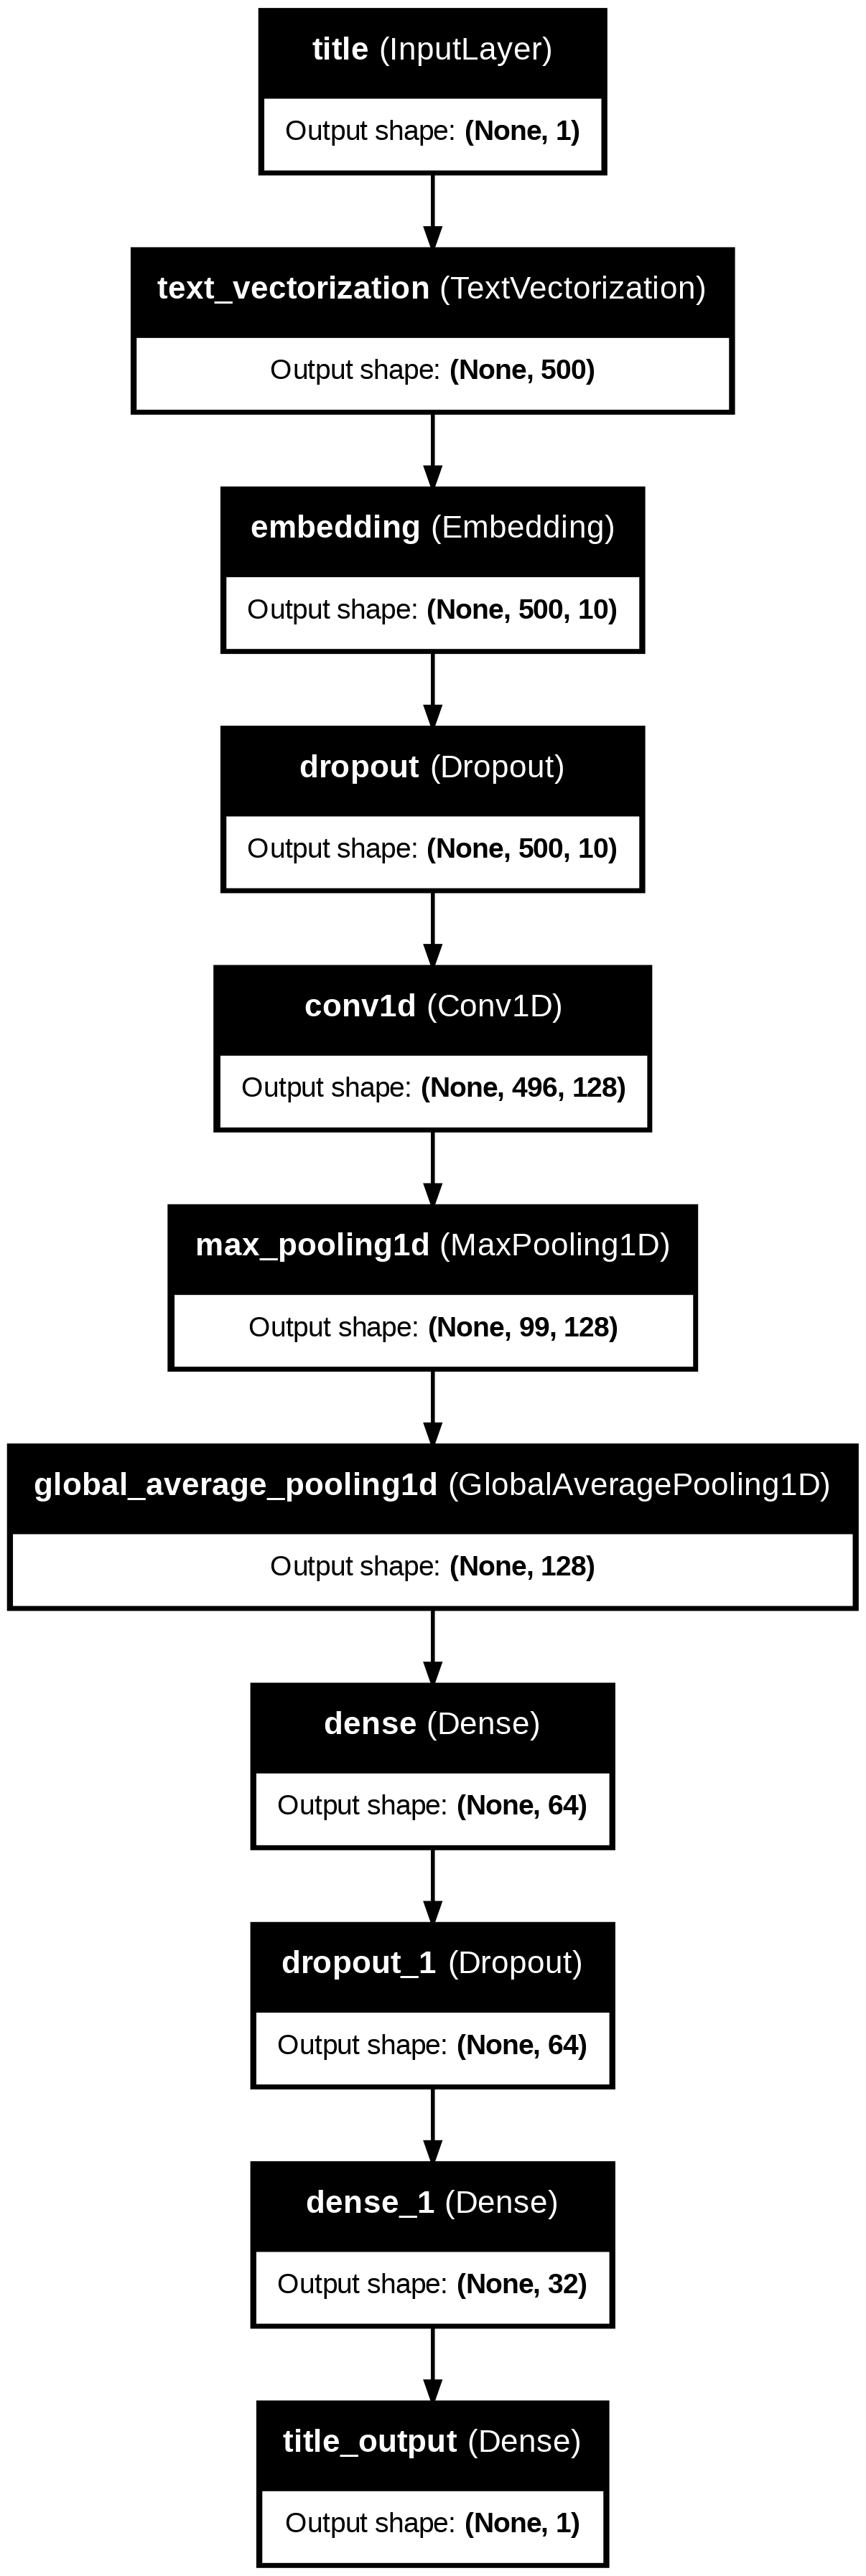 title (InputLayer)
Output shape: (None, 1)
text_vectorization (TextVectorization)
Output shape: (None, 500)
embedding (Embedding)
Output shape: (None, 500, 10)
dropout (Dropout)
Output shape: (None, 500, 10)
conv1d (Conv1D)
Output shape: (None, 496, 128)
max_pooling1d (MaxPooling1D)
Output shape: (None, 99, 128)
global_average_pooling1d (GlobalAveragePooling1D)
Output shape: (None, 128)
dense (Dense)
Output shape: (None, 64)
dropout_1 (Dropout)
Output shape: (None, 64)
dense_1 (Dense)
Output shape: (None, 32)
title_output (Dense)
Output shape: (None, 1)